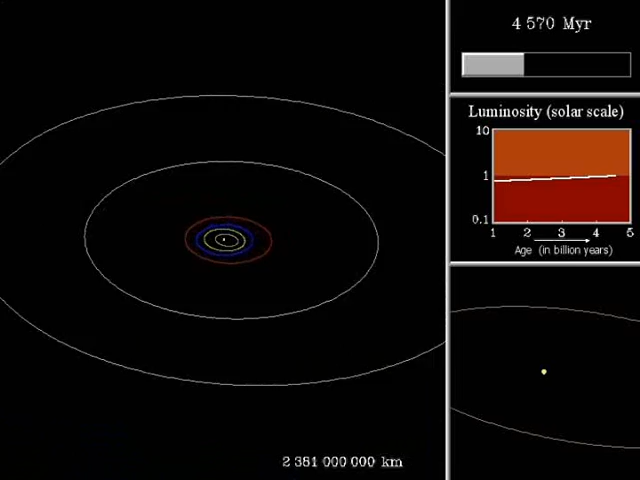 4 570 Myr
Luminosity (solar scale)
10
1
0.1
1 2 3 4 5
Age (in billion years)
2 351 000 000 km